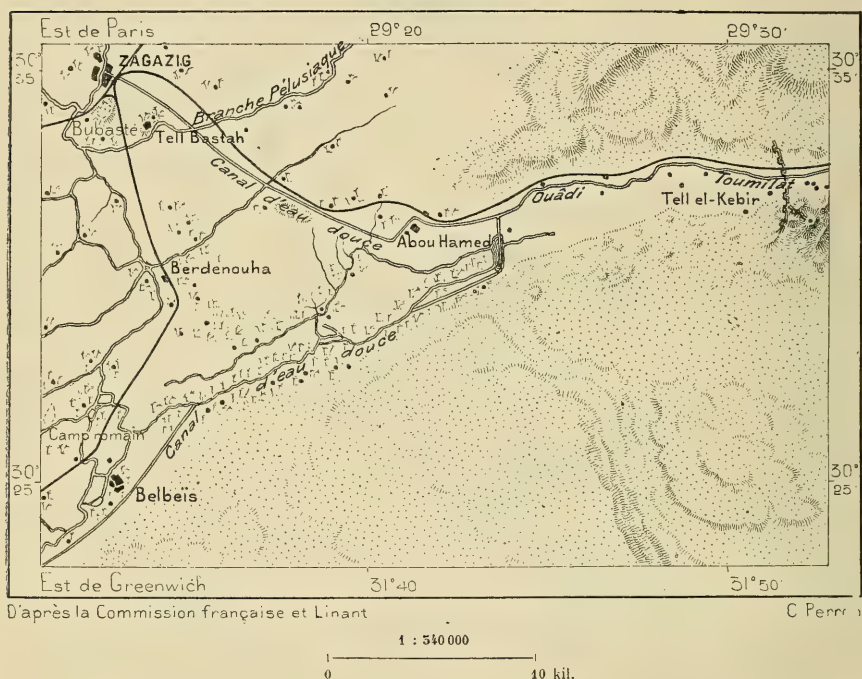 Est de Paris 29°20 29°30'
30° 35
30° 35
ZAGAZIG
Branche Pélusiaque
Bubaste
Tell Bastah
Canal d'eau douce
Ouâdi Toumilat
Tell el-Kebir
Abou Hamed
Berdenouha
Canal d'eau douce
Camp romain
30° 25
30° 25
Belbeïs
Est de Greenwich 31°40 31°50'
D'après la Commission française et Linant C Perr
1 : 340 000
0 10 kil.